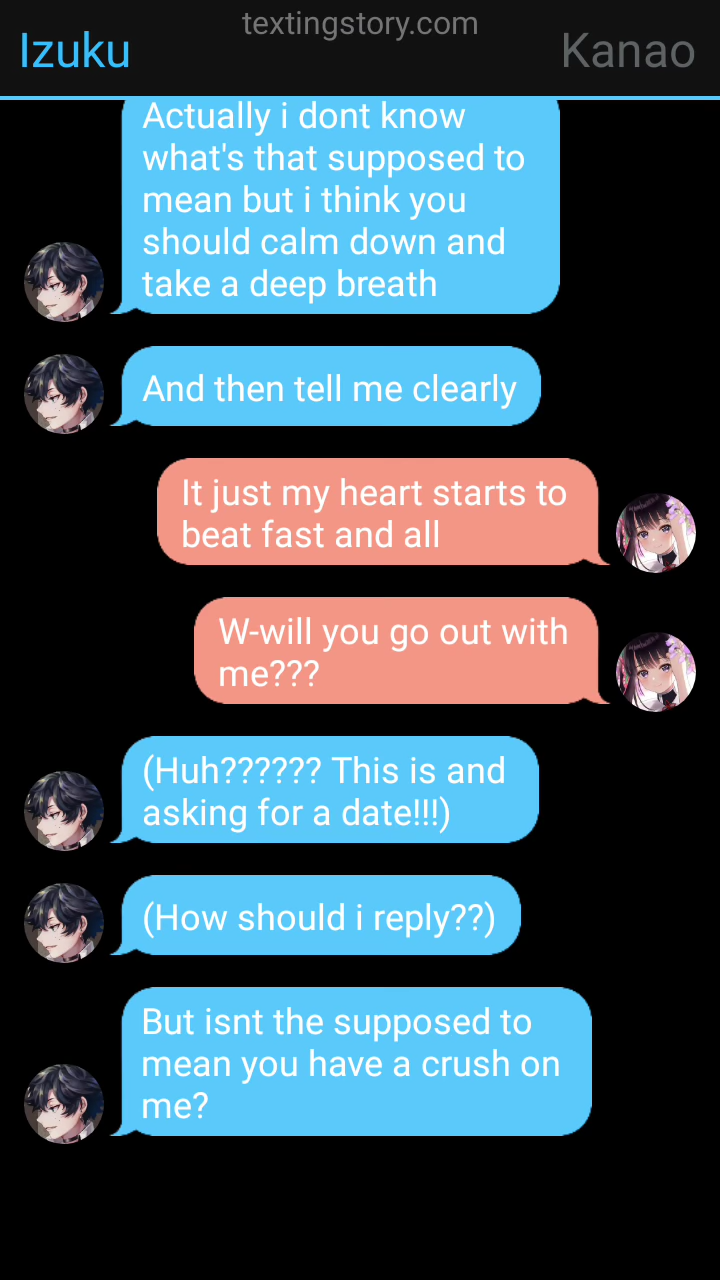 textingstory.com
Izuku
Kanao
Actually i dont know
what's that supposed to
mean but i think you
should calm down and
take a deep breath
And then tell me clearly
It just my heart starts to
beat fast and all
W-will you go out with
me???
(Huh?????? This is and
asking for a date!!!)
(How should i reply??)
But isnt the supposed to
mean you have a crush on
me?